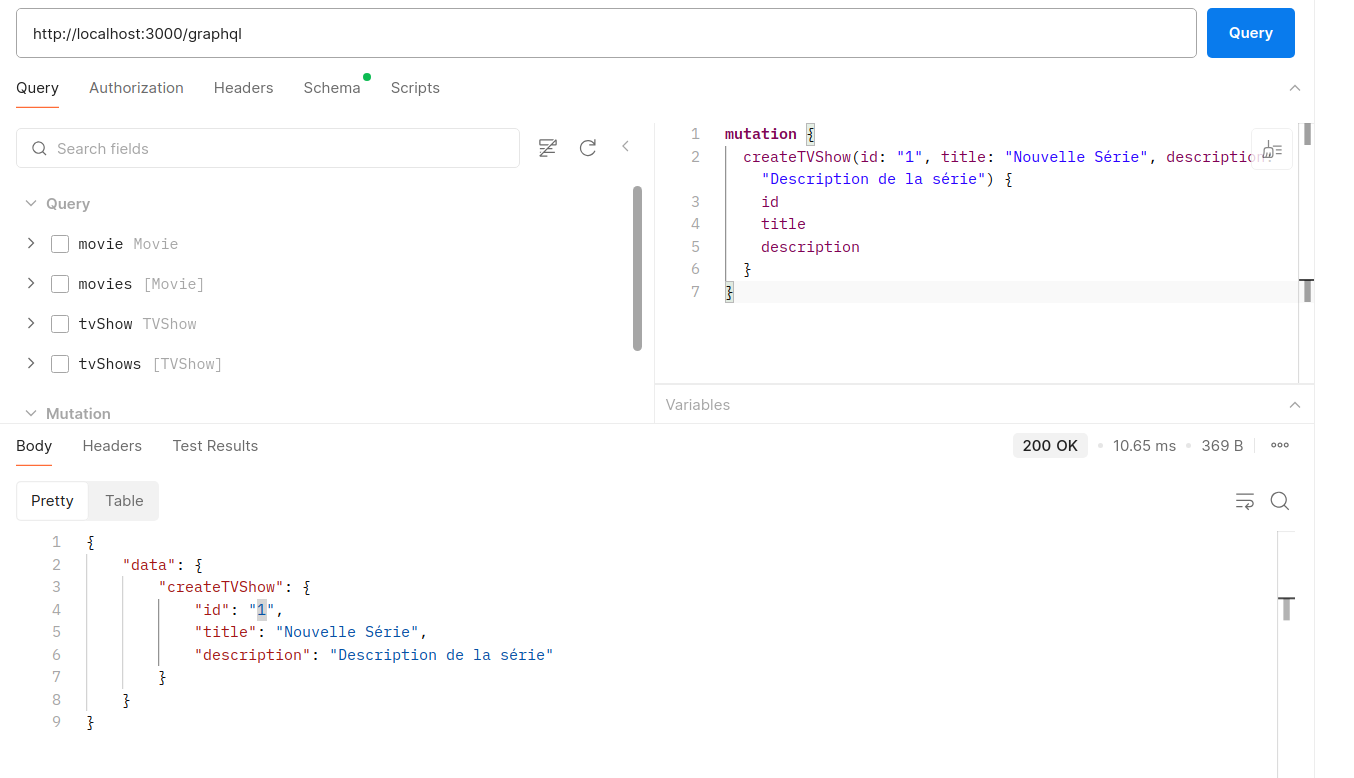 http://localhost:3000/graphql
Query
Query Authorization Headers Schema Scripts
Search fields
Query
movie Movie
movies [Movie]
tvShow TVShow
tvShows [TVShow]
Mutation
1 mutation {
2 createTVShow(id: "1", title: "Nouvelle Série", description:
"Description de la série") {
3 id
4 title
5 description
6 }
7 }
Variables
Body Headers Test Results
200 OK • 10.65 ms • 369 B
Pretty Table
1 {
2 "data": {
3 "createTVShow": {
4 "id": "1",
5 "title": "Nouvelle Série",
6 "description": "Description de la série"
7 }
8 }
9 }